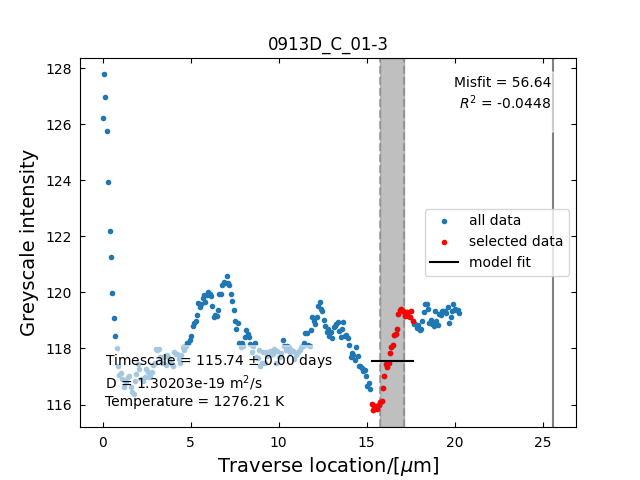 0913D_C_01-3
Misfit = 56.64
R² = -0.0448
all data
selected data
model fit
Timescale = 115.74 ± 0.00 days
D = 1.30203e-19 m²/s
Temperature = 1276.21 K
Greyscale intensity
128
126
124
122
120
118
116
0 5 10 15 20 25
Traverse location/[μm]